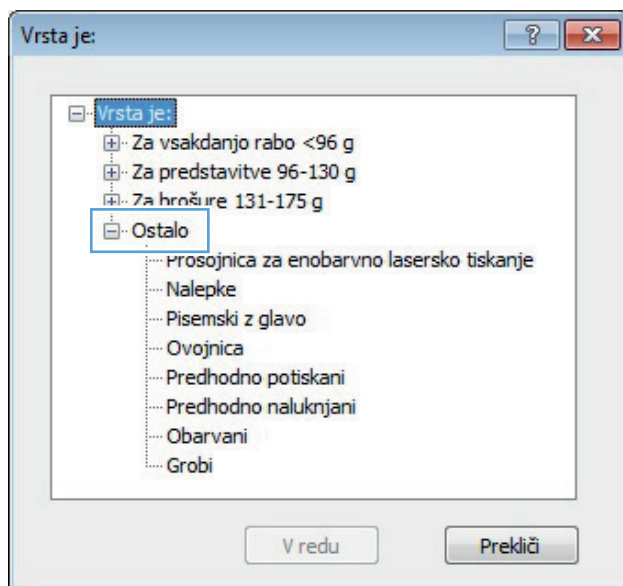 Vrsta je:
Vrsta je:
Za vsakdanjo rabo <96 g
Za predstavitve 96-130 g
Za brošure 131-175 g
Ostalo
Prosojnica za enobarvno lasersko tiskanje
Nalepke
Pisemski z glavo
Ovojnica
Predhodno potiskani
Predhodno naluknjani
Obarvani
Grobi
V redu
Prekliči